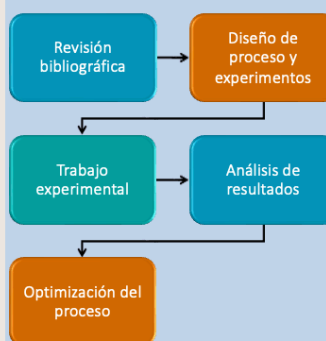 Revisión
bibliográfica
Diseño de
proceso y
experimentos
Trabajo
experimental
Análisis de
resultados
Optimización del
proceso